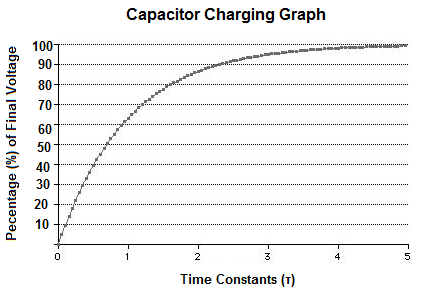 Capacitor Charging Graph
Pecentage (%) of Final Voltage
100
90
80
70
60
50
40
30
20
10
0 1 2 3 4 5
Time Constants (τ)